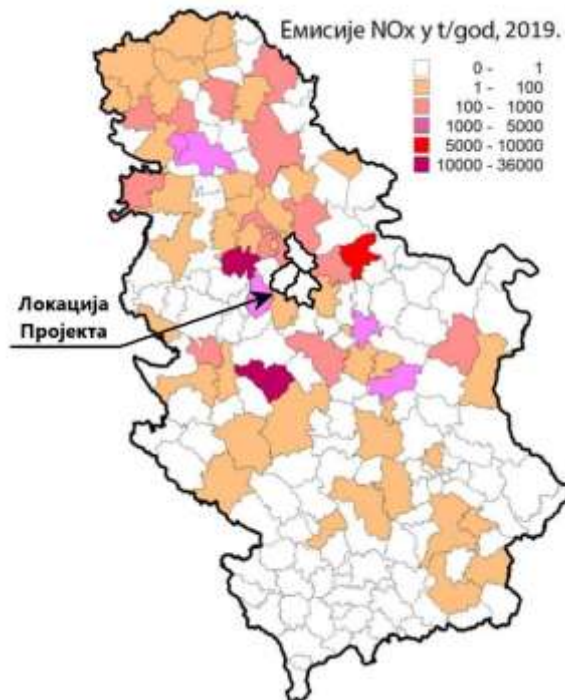 Емисије NOx у t/god, 2019.
0 - 1
1 - 100
100 - 1000
1000 - 5000
5000 - 10000
10000 - 36000
Локација
Пројекта